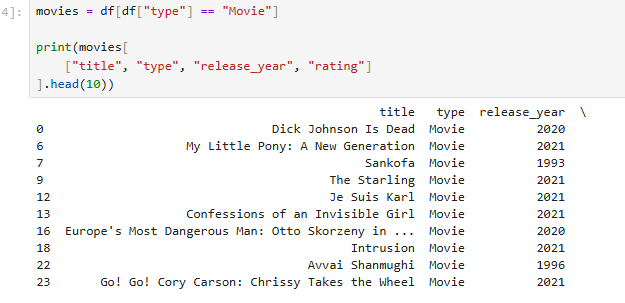 4]: movies = df[df["type"] == "Movie"]
print(movies[
["title", "type", "release_year", "rating"]
].head(10))
title type release_year \
0 Dick Johnson Is Dead Movie 2020
6 My Little Pony: A New Generation Movie 2021
7 Sankofa Movie 1993
9 The Starling Movie 2021
12 Je Suis Karl Movie 2021
13 Confessions of an Invisible Girl Movie 2021
16 Europe's Most Dangerous Man: Otto Skorzeny in ... Movie 2020
18 Intrusion Movie 2021
22 Avvai Shanmughi Movie 1996
23 Go! Go! Cory Carson: Chrissy Takes the Wheel Movie 2021